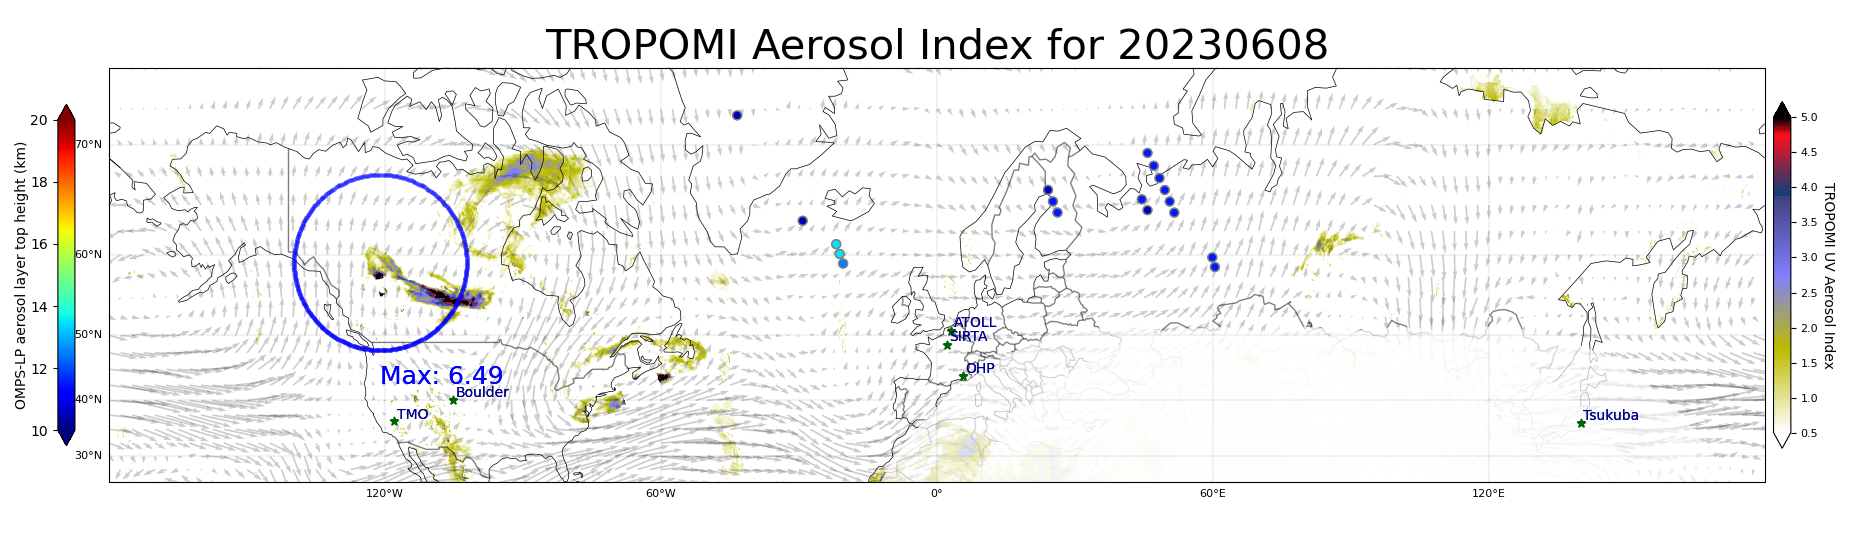 TROPOMI Aerosol Index for 20230608
OMPS-LP aerosol layer top height (km)
20
18
16
14
12
10
70°N
60°N
50°N
40°N
30°N
120°W
60°W
0°
60°E
120°E
Max: 6.49
Boulder
TMO
ATOLL
SIRTA
OHP
Tsukuba
5.0
4.5
4.0
3.5
3.0
2.5
2.0
1.5
1.0
0.5
TROPOMI UV Aerosol Index